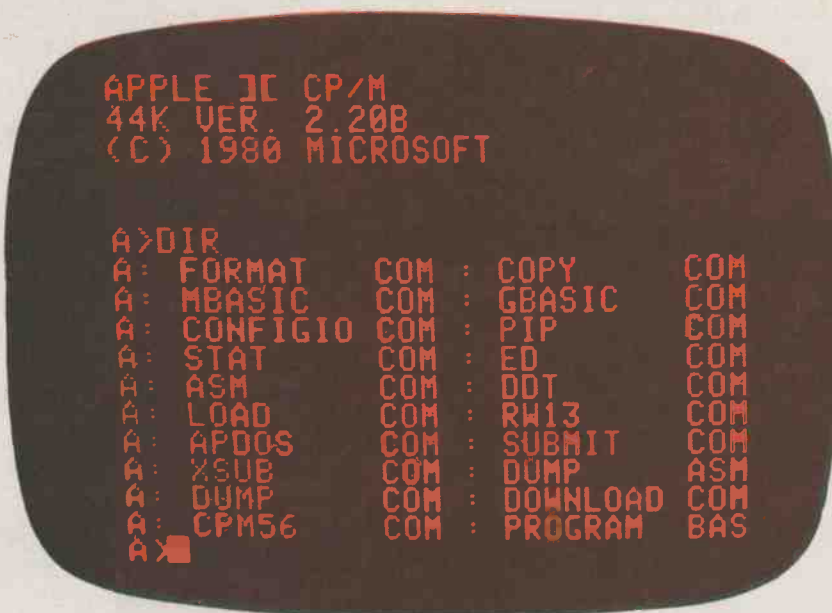 APPLE ][ CP/M
44K VER. 2.20B
(C) 1980 MICROSOFT
A>DIR
A: FORMAT COM : COPY COM
A: MBASIC COM : GBASIC COM
A: CONFIGIO COM : PIP COM
A: STAT COM : ED COM
A: ASM COM : DDT COM
A: LOAD COM : RW13 COM
A: APDOS COM : SUBMIT COM
A: XSUB COM : DUMP ASM
A: DUMP COM : DOWNLOAD COM
A: CPM56 COM : PROGRAM BAS
A>